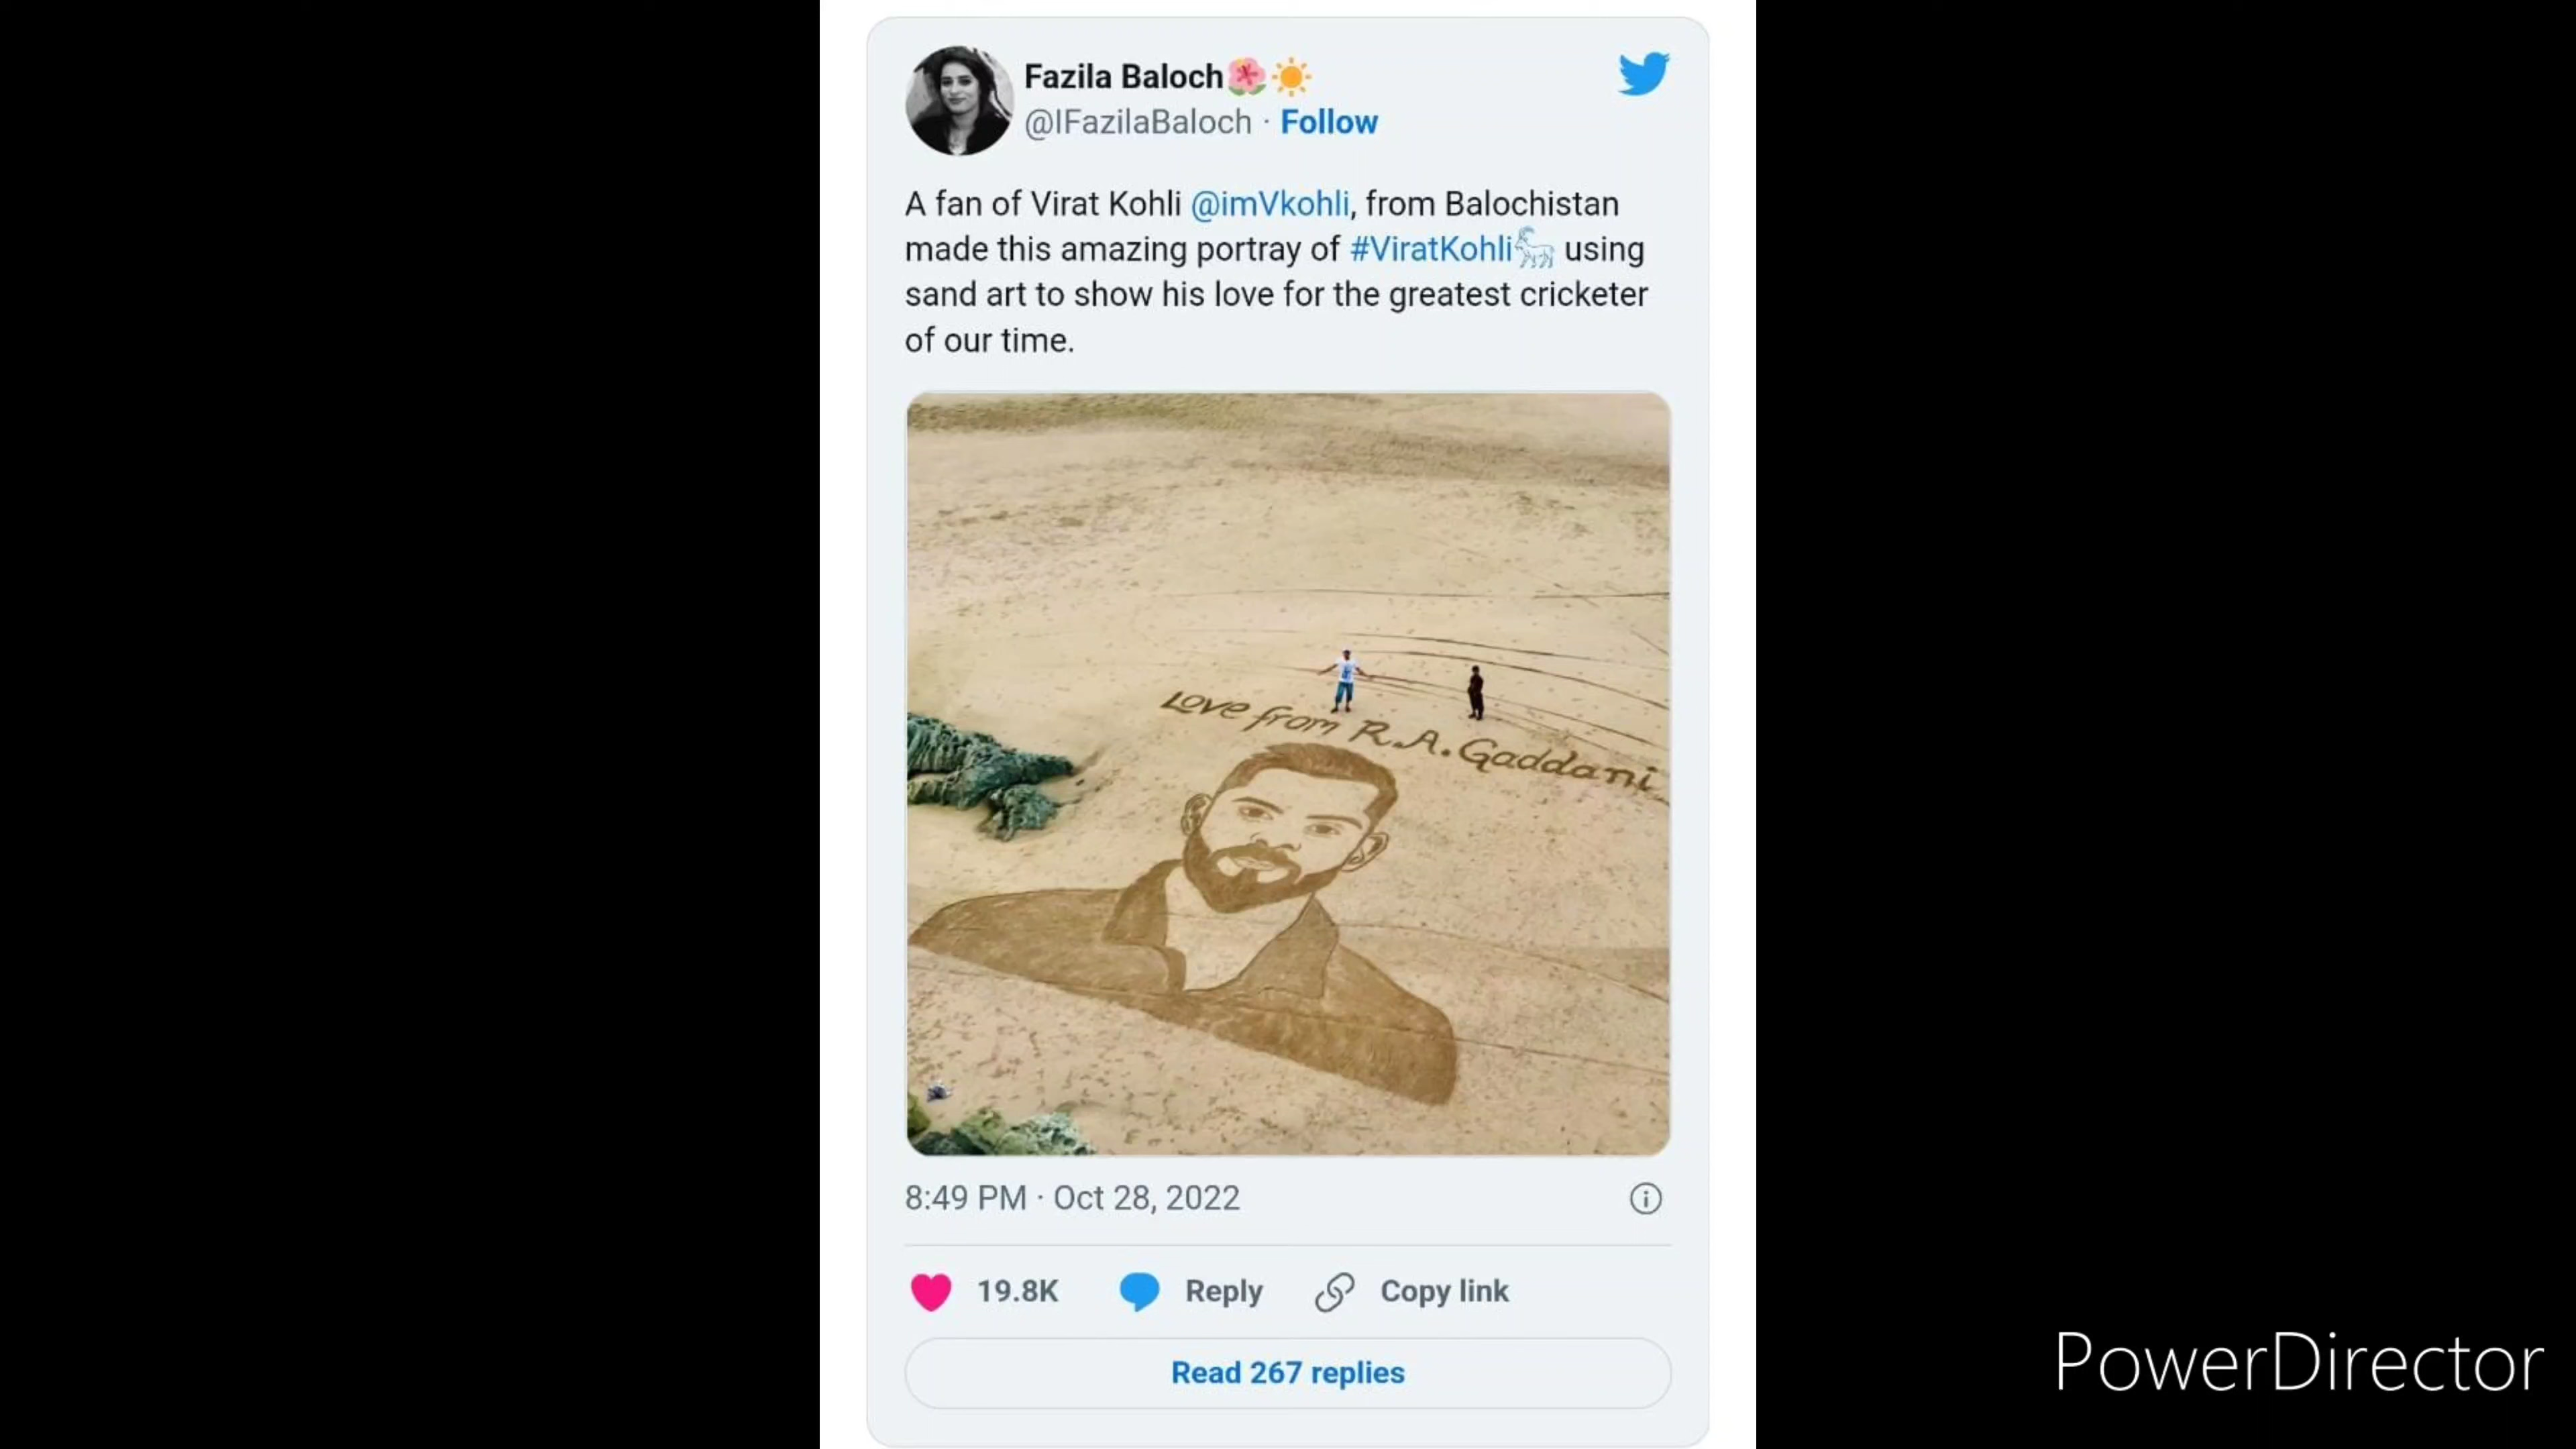 Fazila Baloch🌺☀️
@IFazilaBaloch · Follow
A fan of Virat Kohli @imVkohli, from Balochistan
made this amazing portray of #ViratKohli🐐 using
sand art to show his love for the greatest cricketer
of our time.
Love from R.A.Gaddani
8:49 PM · Oct 28, 2022
19.8K Reply Copy link
Read 267 replies
PowerDirector